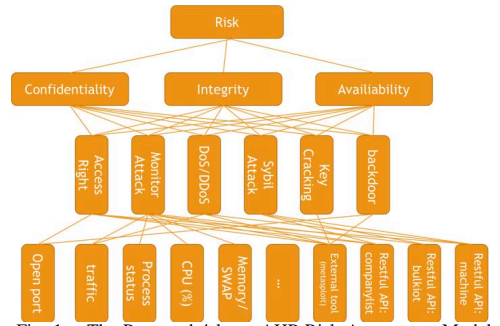 Risk
Confidentiality
Integrity
Availiability
Access
Right
Monitor
Attack
DoS/DDoS
Sybil
Attack
Key
Cracking
backdoor
Open port
traffic
Process
status
CPU (%)
Memory/
SWAP
...
External tool
(metasploit)
Restful API:
companylist
Restful API:
bulkiot
Restful API:
machine